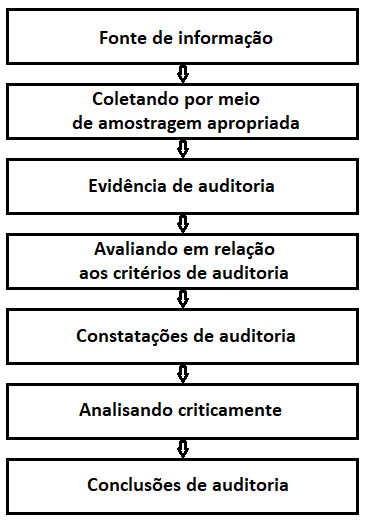 Fonte de informação
Coletando por meio
de amostragem apropriada
Evidência de auditoria
Avaliando em relação
aos critérios de auditoria
Constatações de auditoria
Analisando criticamente
Conclusões de auditoria